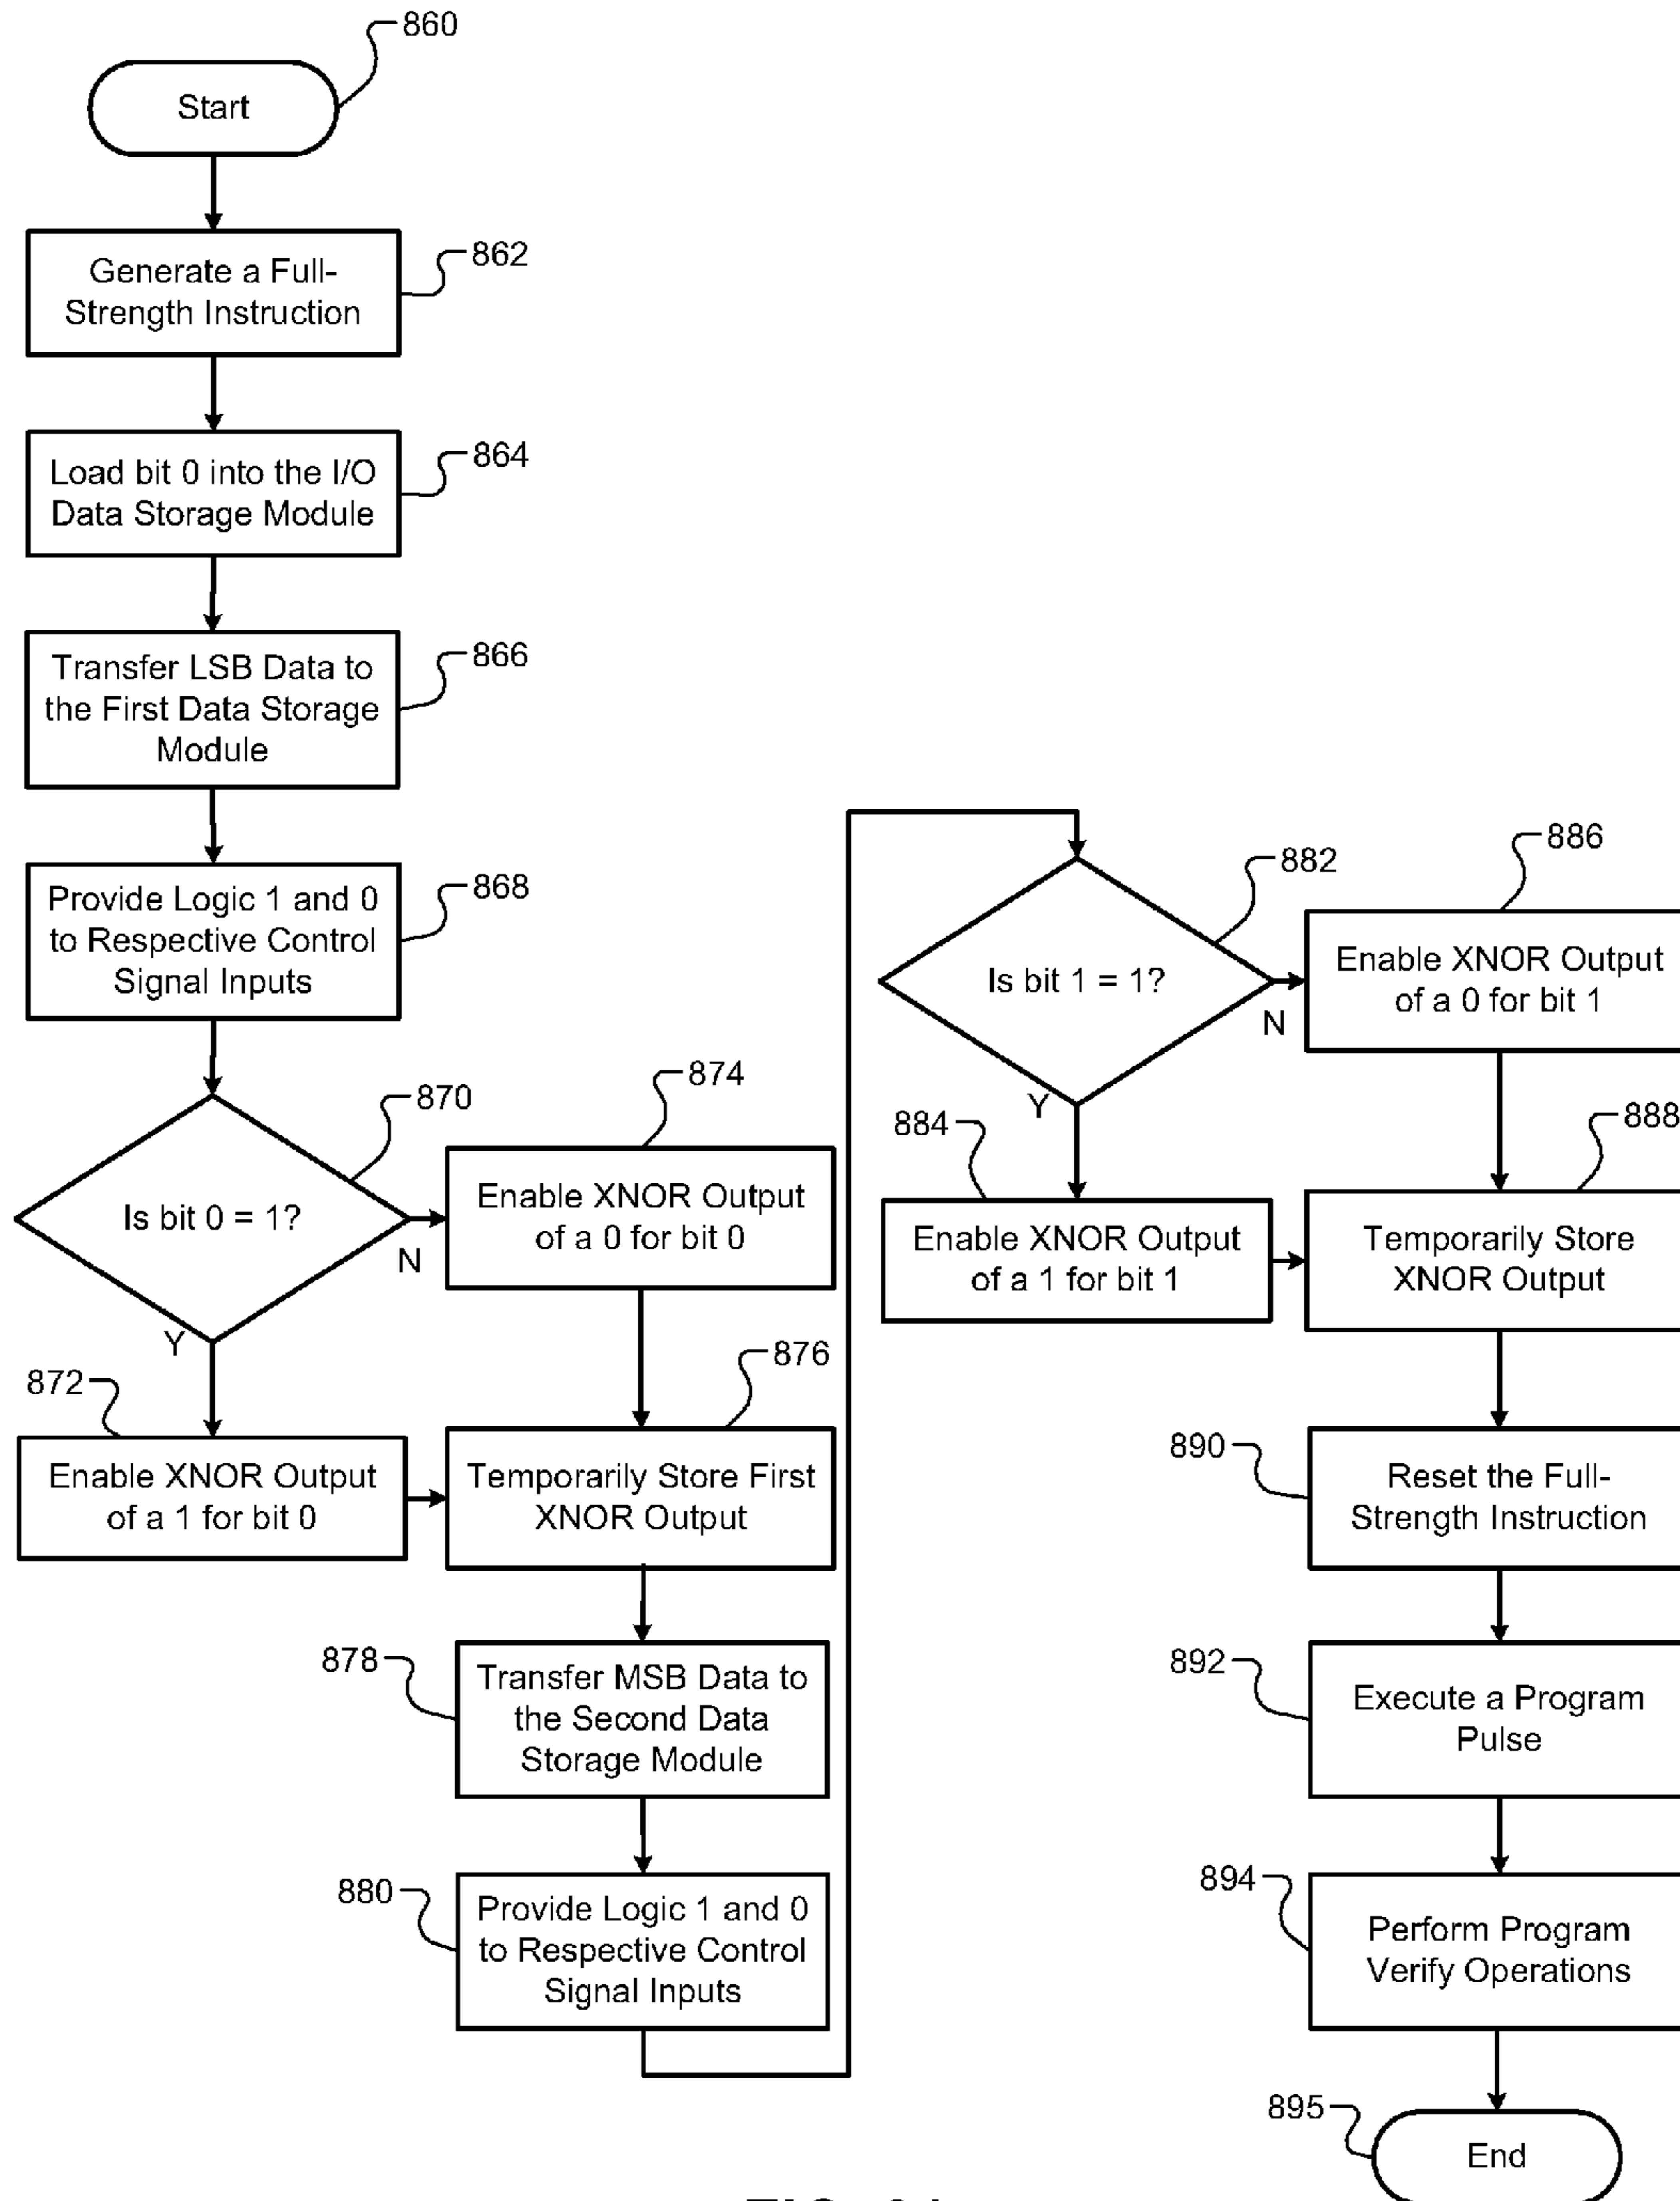 860
Start
862
Generate a Full-
Strength Instruction
864
Load bit 0 into the I/O
Data Storage Module
866
Transfer LSB Data to
the First Data Storage
Module
868
Provide Logic 1 and 0
to Respective Control
Signal Inputs
870
Is bit 0 = 1?
N
Y
874
Enable XNOR Output
of a 0 for bit 0
872
Enable XNOR Output
of a 1 for bit 0
876
Temporarily Store First
XNOR Output
878
Transfer MSB Data to
the Second Data
Storage Module
880
Provide Logic 1 and 0
to Respective Control
Signal Inputs
882
Is bit 1 = 1?
N
Y
886
Enable XNOR Output
of a 0 for bit 1
884
Enable XNOR Output
of a 1 for bit 1
888
Temporarily Store
XNOR Output
890
Reset the Full-
Strength Instruction
892
Execute a Program
Pulse
894
Perform Program
Verify Operations
895
End